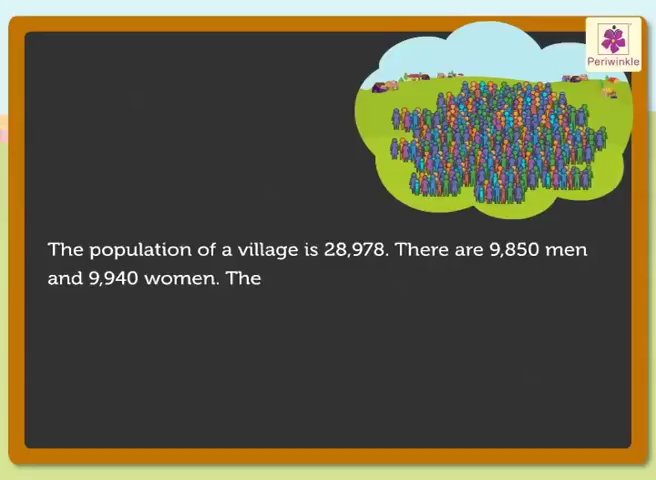 Periwinkle
The population of a village is 28,978. There are 9,850 men
and 9,940 women. The